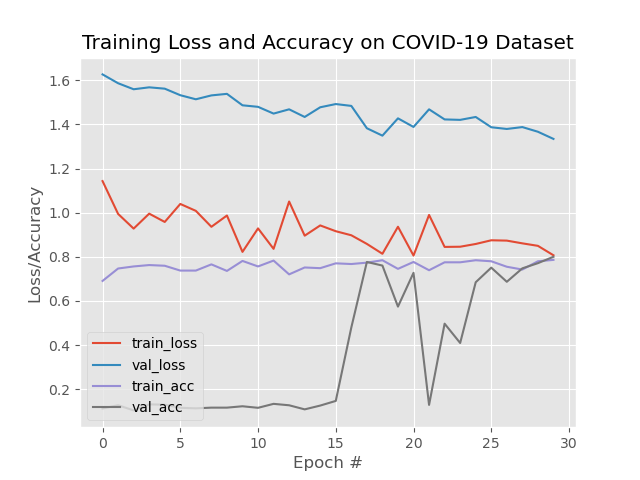 Training Loss and Accuracy on COVID-19 Dataset
Loss/Accuracy
1.6
1.4
1.2
1.0
0.8
0.6
0.4
0.2
train_loss
val_loss
train_acc
val_acc
0 5 10 15 20 25 30
Epoch #